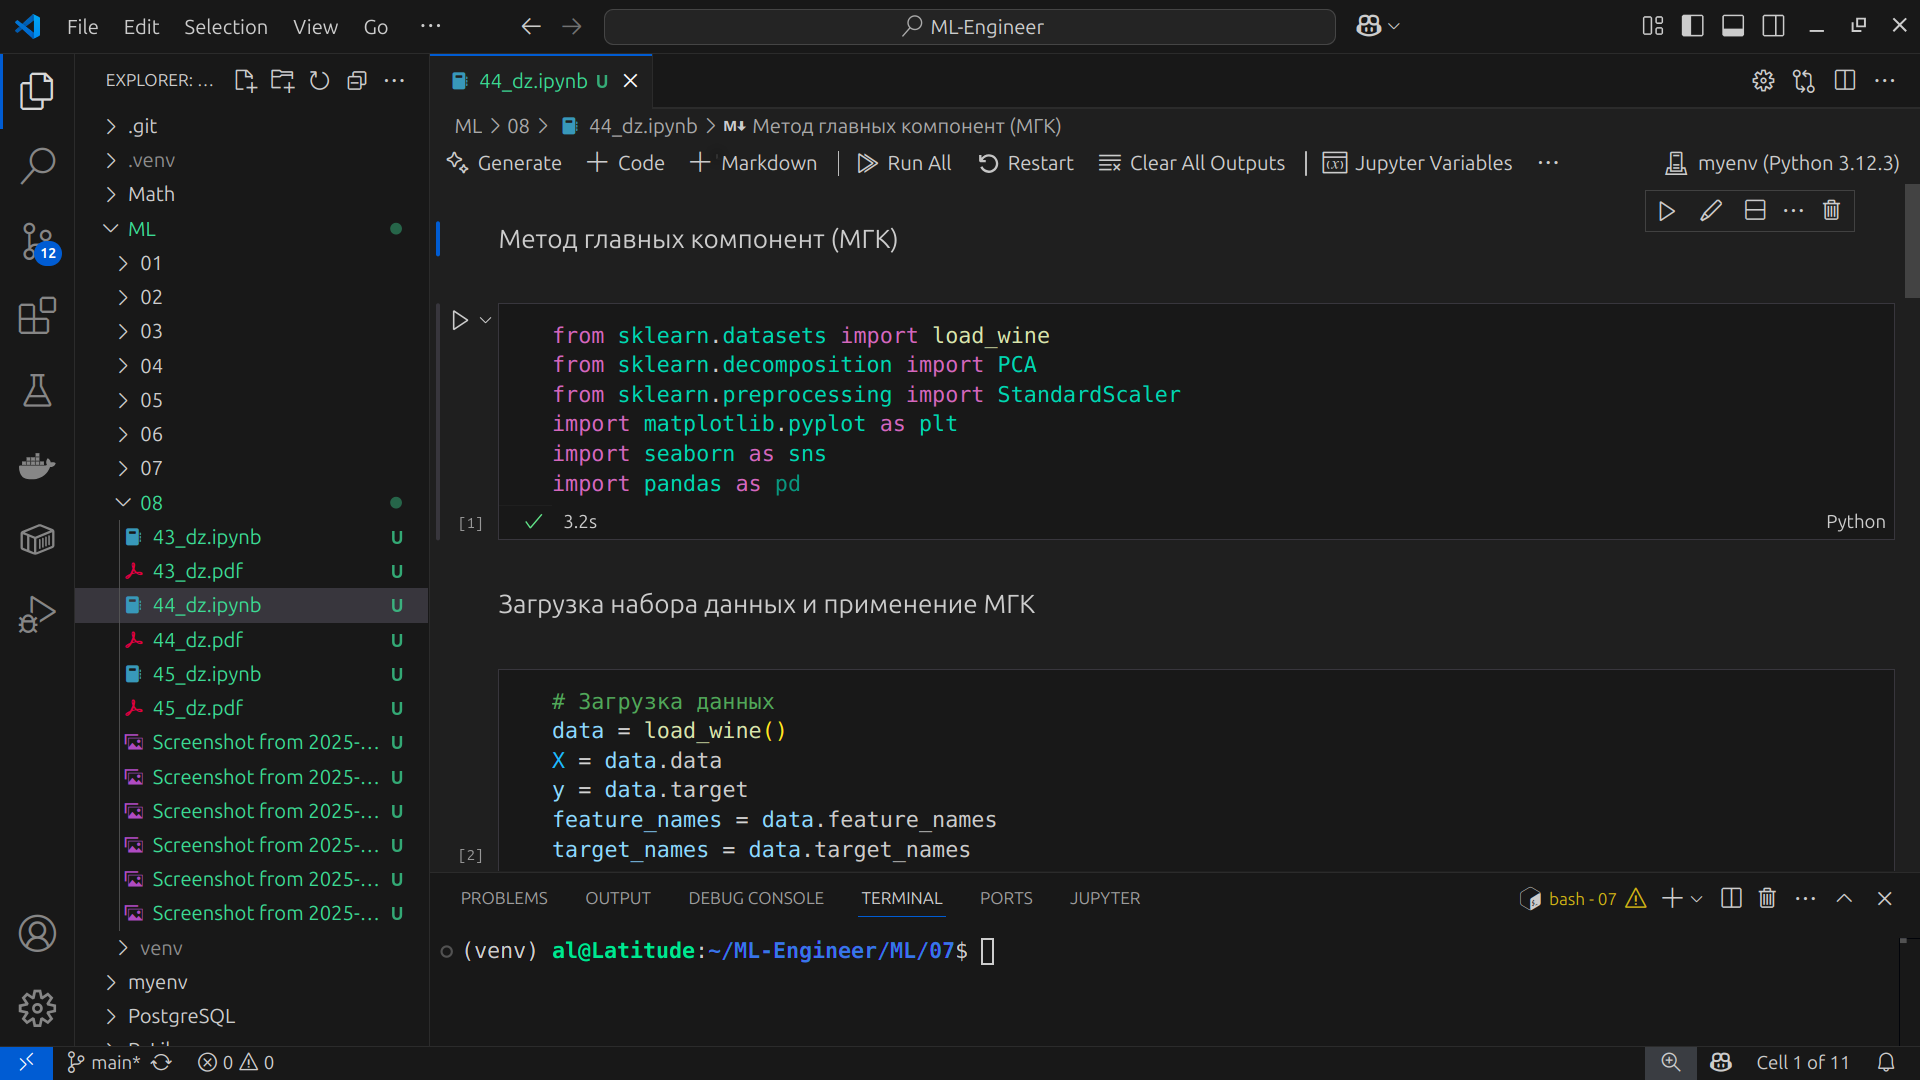 File Edit Selection View Go ··· ML-Engineer
EXPLORER: ...
.git
.venv
Math
ML
01
02
03
04
05
06
07
08
43_dz.ipynb U
43_dz.pdf U
44_dz.ipynb U
44_dz.pdf U
45_dz.ipynb U
45_dz.pdf U
Screenshot from 2025-... U
Screenshot from 2025-... U
Screenshot from 2025-... U
Screenshot from 2025-... U
Screenshot from 2025-... U
Screenshot from 2025-... U
venv
myenv
PostgreSQL
12
44_dz.ipynb U
ML > 08 > 44_dz.ipynb > M↓ Метод главных компонент (МГК)
Generate + Code + Markdown | Run All Restart Clear All Outputs | Jupyter Variables ··· myenv (Python 3.12.3)
Метод главных компонент (МГК)
from sklearn.datasets import load_wine
from sklearn.decomposition import PCA
from sklearn.preprocessing import StandardScaler
import matplotlib.pyplot as plt
import seaborn as sns
import pandas as pd
[1] ✓ 3.2s Python
Загрузка набора данных и применение МГК
# Загрузка данных
data = load_wine()
X = data.data
y = data.target
feature_names = data.feature_names
target_names = data.target_names
[2]
PROBLEMS OUTPUT DEBUG CONSOLE TERMINAL PORTS JUPYTER bash - 07
(venv) al@Latitude:~/ML-Engineer/ML/07$
main* 0 0 Cell 1 of 11